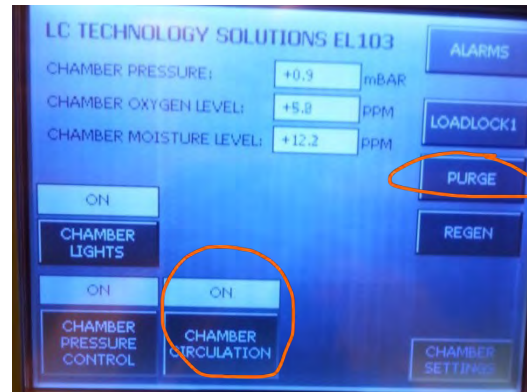 LC TECHNOLOGY SOLUTIONS EL103
ALARMS
CHAMBER PRESSURE: +0.9 mBAR
CHAMBER OXYGEN LEVEL: +5.8 PPM
LOADLOCK1
CHAMBER MOISTURE LEVEL: +12.2 PPM
PURGE
ON
CHAMBER
LIGHTS
REGEN
ON
CHAMBER
PRESSURE
CONTROL
ON
CHAMBER
CIRCULATION
CHAMBER
SETTINGS